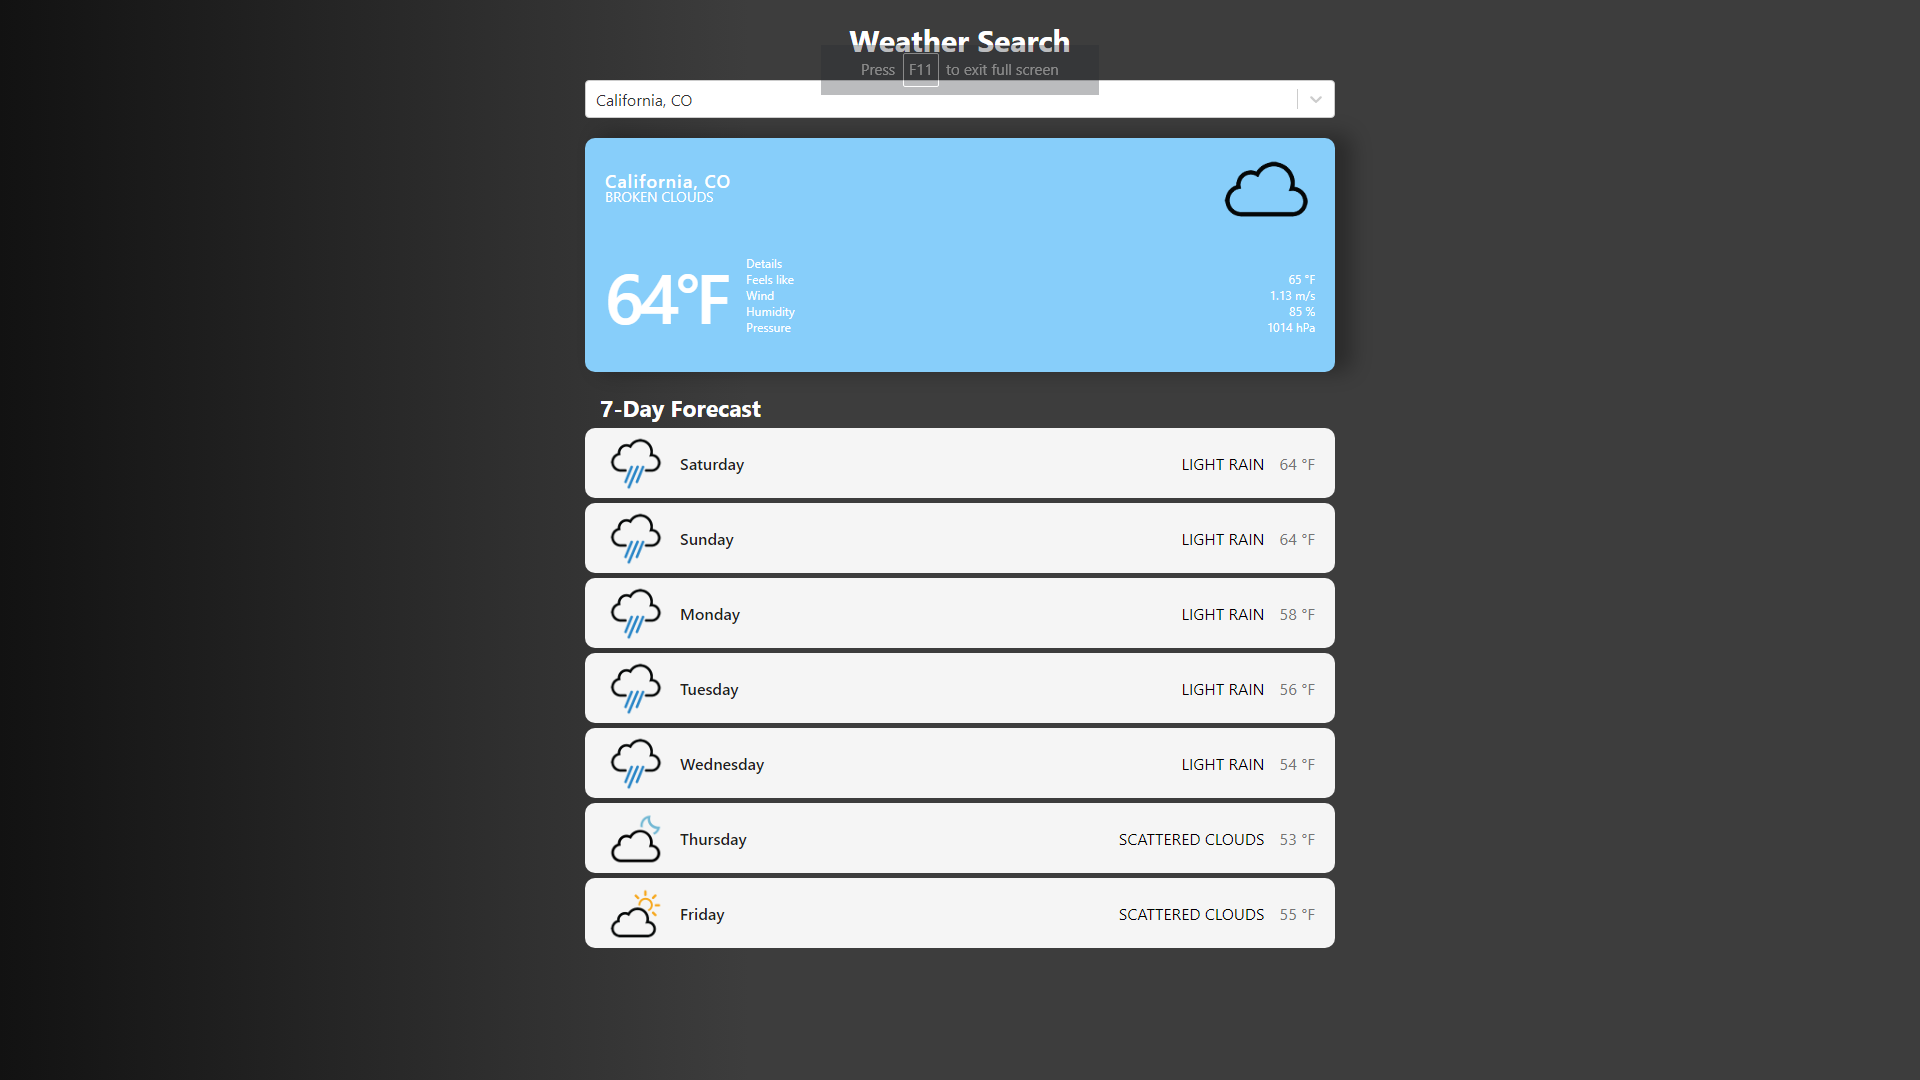 Weather Search
Press F11 to exit full screen
California, CO
California, CO
BROKEN CLOUDS
64°F
Details
Feels like 65 °F
Wind 1.13 m/s
Humidity 85 %
Pressure 1014 hPa
7-Day Forecast
Saturday LIGHT RAIN 64 °F
Sunday LIGHT RAIN 64 °F
Monday LIGHT RAIN 58 °F
Tuesday LIGHT RAIN 56 °F
Wednesday LIGHT RAIN 54 °F
Thursday SCATTERED CLOUDS 53 °F
Friday SCATTERED CLOUDS 55 °F